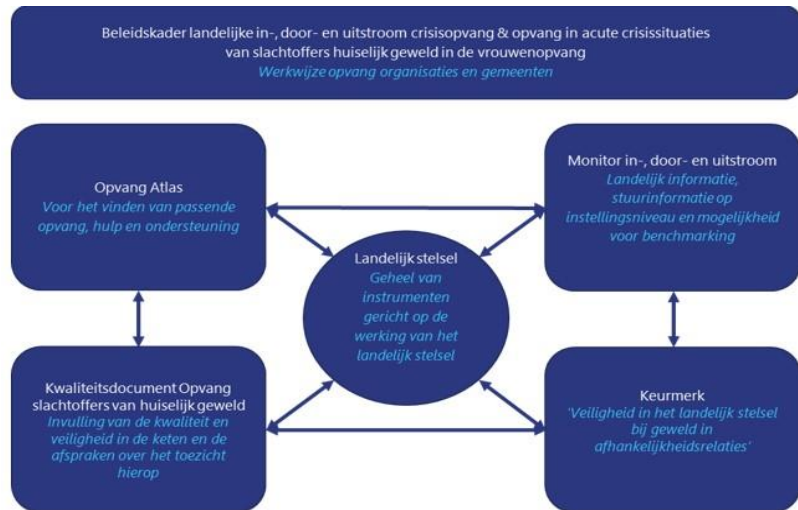 Beleidskader landelijke in-, door- en uitstroom crisisopvang & opvang in acute crisissituaties
van slachtoffers huiselijk geweld in de vrouwenopvang
Werkwijze opvang organisaties en gemeenten
Opvang Atlas
Voor het vinden van passende
opvang, hulp en ondersteuning
Monitor in-, door- en uitstroom
Landelijk informatie,
stuurinformatie op
instellingsniveau en mogelijkheid
voor benchmarking
Landelijk stelsel
Geheel van
instrumenten
gericht op de
werking van het
landelijk stelsel
Kwaliteitsdocument Opvang
slachtoffers van huiselijk geweld
Invulling van de kwaliteit en
veiligheid in de keten en de
afspraken over het toezicht
hierop
Keurmerk
'Veiligheid in het landelijk stelsel
bij geweld in
afhankelijkheidsrelaties'